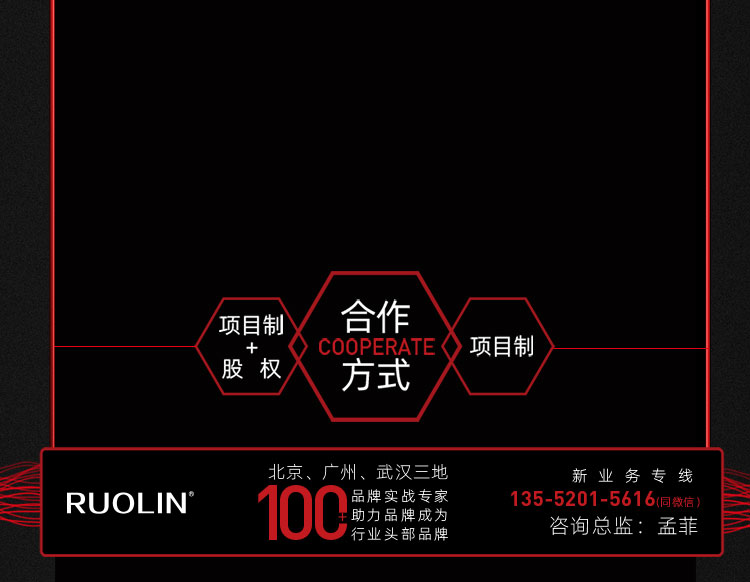 合作
COOPERATE
方式
项目制
+
股 权
项目制
RUOLIN®
北京、广州、武汉三地
100+
品牌实战专家
助力品牌成为
行业头部品牌
新业务专线
135-5201-5616(同微信)
咨询总监：孟菲